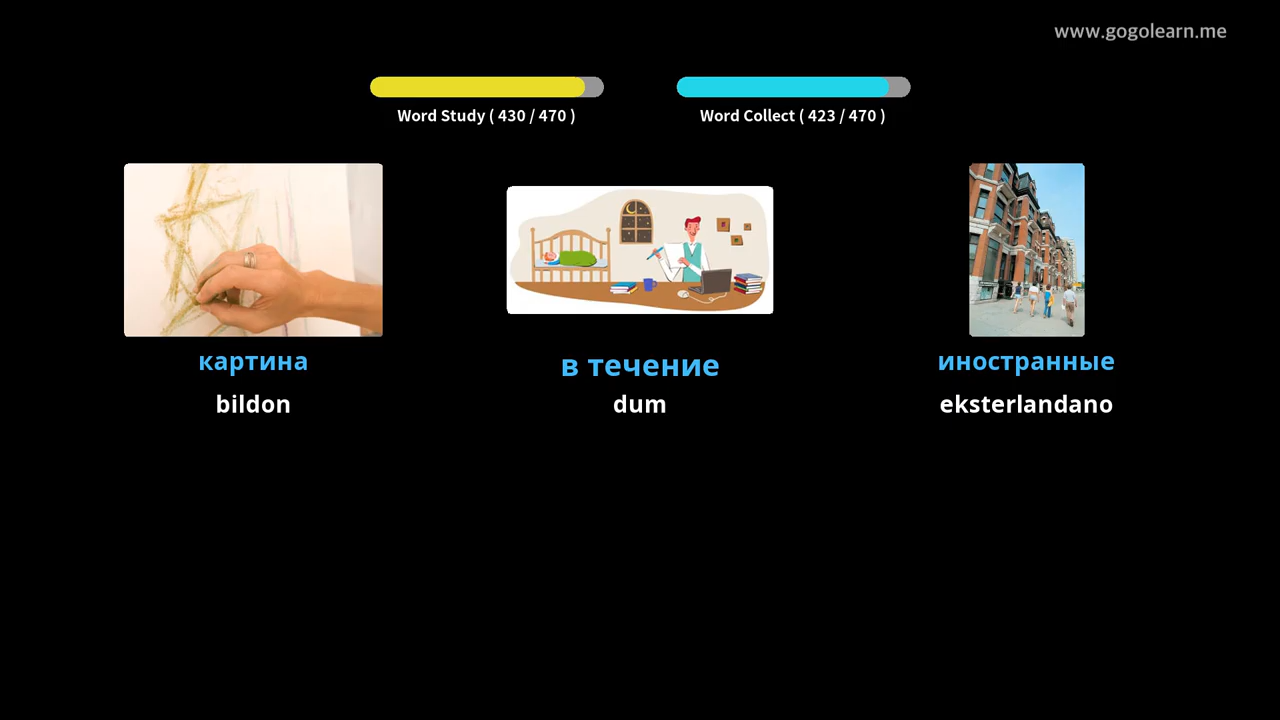 www.gogolearn.me
Word Study ( 430 / 470 )
Word Collect ( 423 / 470 )
картина
в течение
иностранные
bildon
dum
eksterlandano